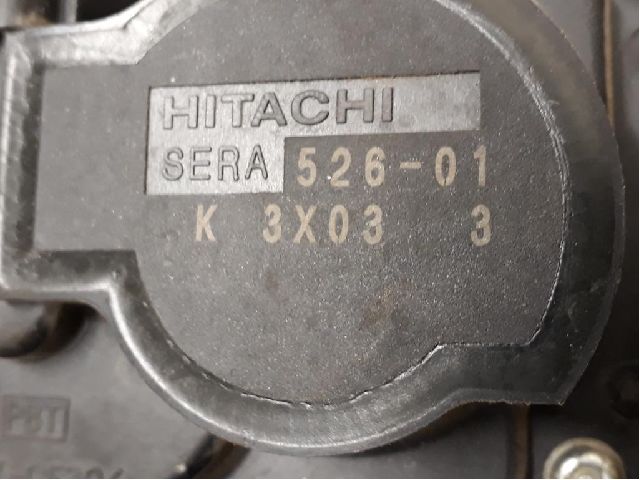 HITACHI
SERA 526-01
K 3X03 3
PBT